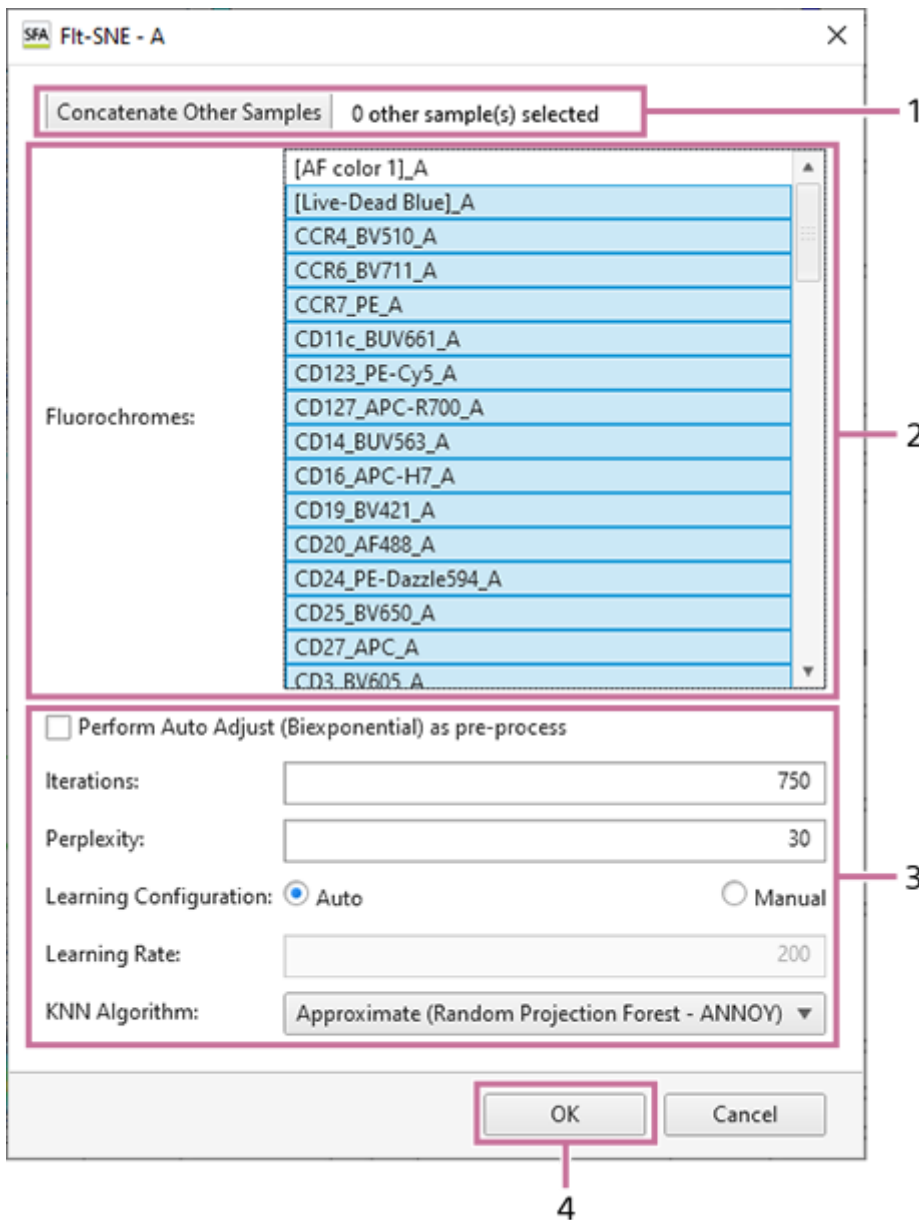 SFA FIt-SNE - A
Concatenate Other Samples 0 other sample(s) selected
1
[AF color 1]_A
[Live-Dead Blue]_A
CCR4_BV510_A
CCR6_BV711_A
CCR7_PE_A
CD11c_BUV661_A
CD123_PE-Cy5_A
CD127_APC-R700_A
Fluorochromes:
2
CD14_BUV563_A
CD16_APC-H7_A
CD19_BV421_A
CD20_AF488_A
CD24_PE-Dazzle594_A
CD25_BV650_A
CD27_APC_A
CD3_BV605_A
Perform Auto Adjust (Biexponential) as pre-process
Iterations: 750
Perplexity: 30
3
Learning Configuration: Auto Manual
Learning Rate: 200
KNN Algorithm: Approximate (Random Projection Forest - ANNOY)
OK Cancel
4